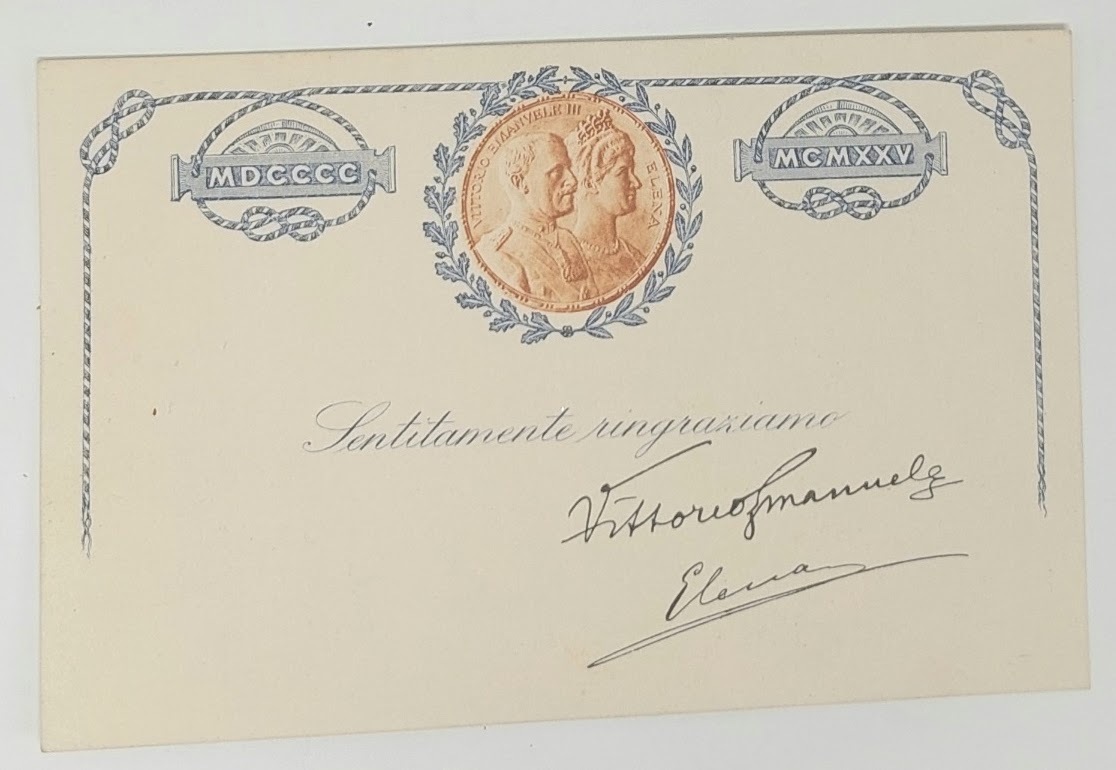 MDCCCC
VITTORIO·EMANVELE III ELENA
MCMXXV
Sentitamente ringraziamo
Vittorio Emanuele
Elena